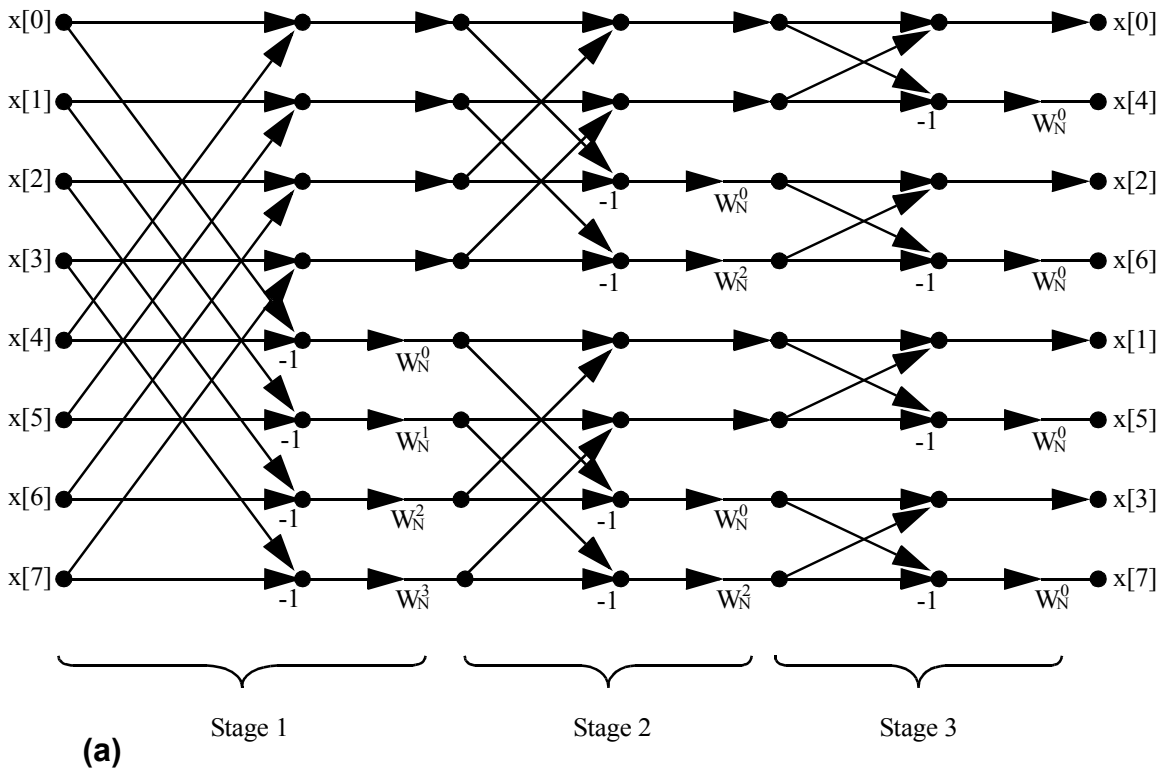 x[0] x[0]
x[1] -1 W_N^0 x[4]
x[2] -1 W_N^0 x[2]
x[3] -1 W_N^2 -1 W_N^0 x[6]
x[4] -1 W_N^0 x[1]
x[5] -1 W_N^1 -1 W_N^0 x[5]
x[6] -1 W_N^2 -1 W_N^0 x[3]
x[7] -1 W_N^3 -1 W_N^2 -1 W_N^0 x[7]
Stage 1 Stage 2 Stage 3
(a)